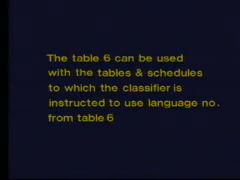 The table 6 can be used
with the tables & schedules
to which the classifier is
instructed to use language no.
from table 6